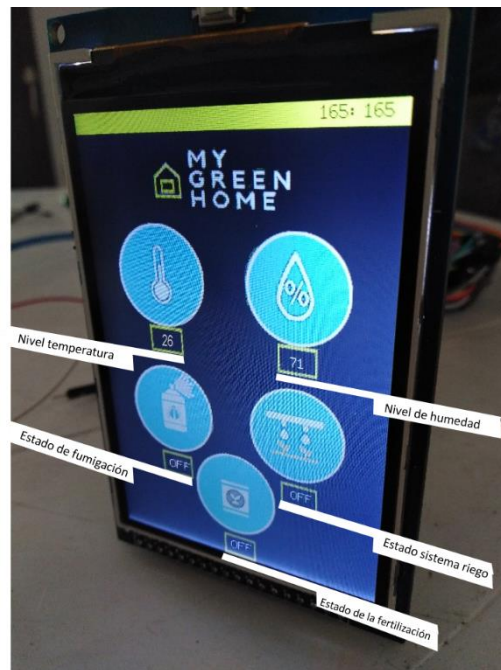 165: 165
MY
GREEN
HOME
%
26
71
Nivel temperatura
Nivel de humedad
OFF
OFF
Estado de fumigación
Estado sistema riego
OFF
Estado de la fertilización